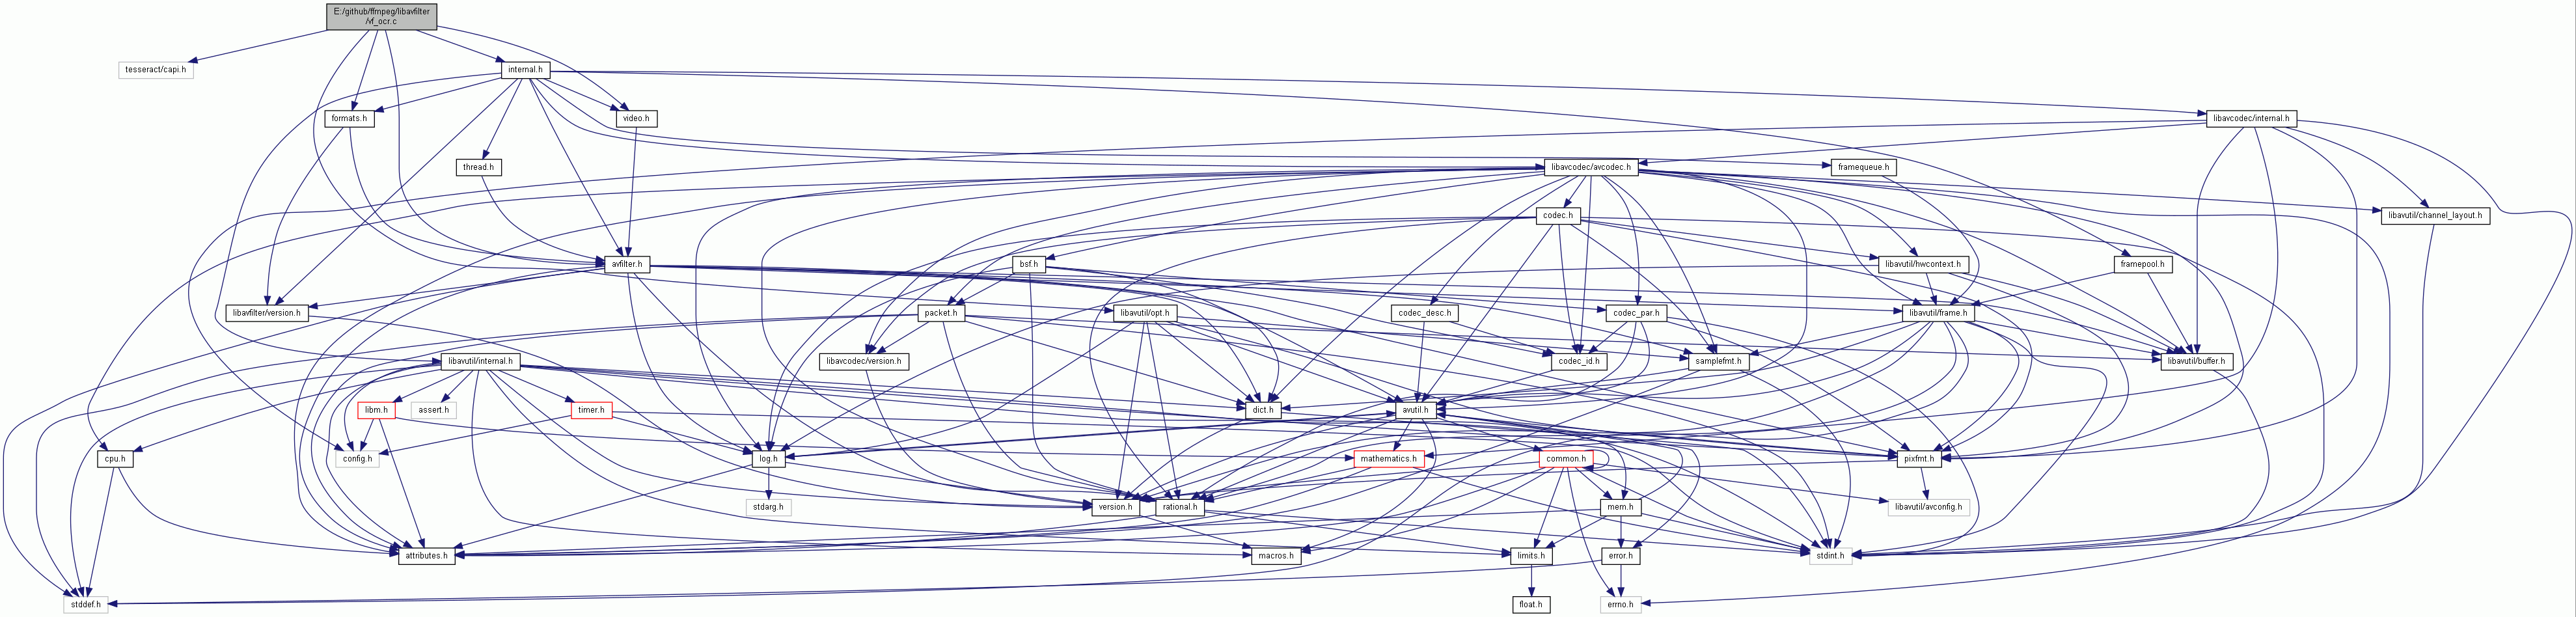 E:/github/ffmpeg/libavfilter
/vf_ocr.c
tesseract/capi.h
internal.h
formats.h
video.h
libavcodec/internal.h
thread.h
libavcodec/avcodec.h
framequeue.h
codec.h
libavutil/channel_layout.h
avfilter.h
bsf.h
libavutil/hwcontext.h
framepool.h
libavfilter/version.h
packet.h
libavutil/opt.h
codec_desc.h
codec_par.h
libavutil/frame.h
libavutil/internal.h
libavcodec/version.h
codec_id.h
samplefmt.h
libavutil/buffer.h
libm.h
assert.h
timer.h
dict.h
avutil.h
cpu.h
config.h
log.h
mathematics.h
common.h
pixfmt.h
stdarg.h
version.h
rational.h
mem.h
libavutil/avconfig.h
attributes.h
macros.h
limits.h
error.h
stdint.h
stddef.h
float.h
errno.h